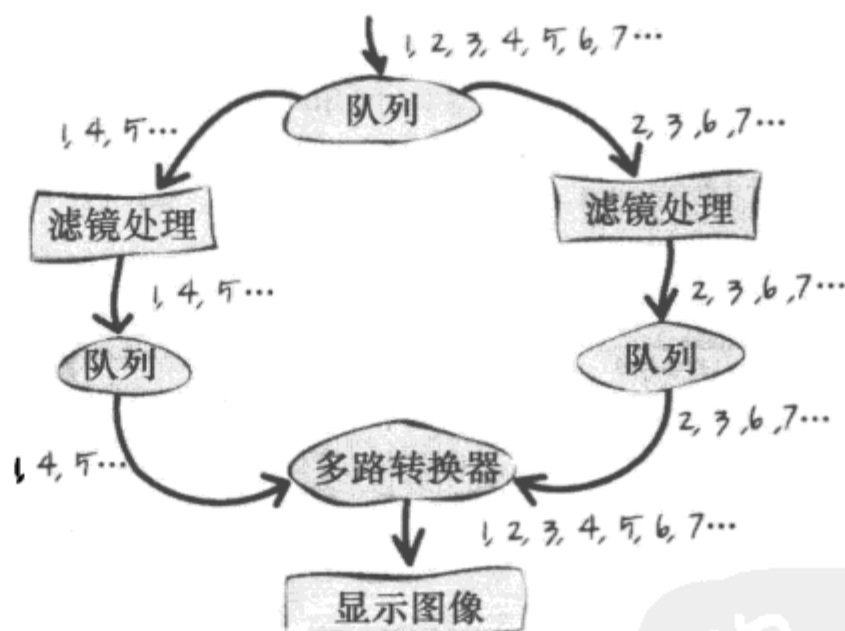 1, 2, 3, 4, 5, 6, 7…
队列
1, 4, 5…
2, 3, 6, 7…
滤镜处理
滤镜处理
1, 4, 5…
2, 3, 6, 7…
队列
队列
2, 3, 6, 7…
1, 4, 5…
多路转换器
1, 2, 3, 4, 5, 6, 7…
显示图像